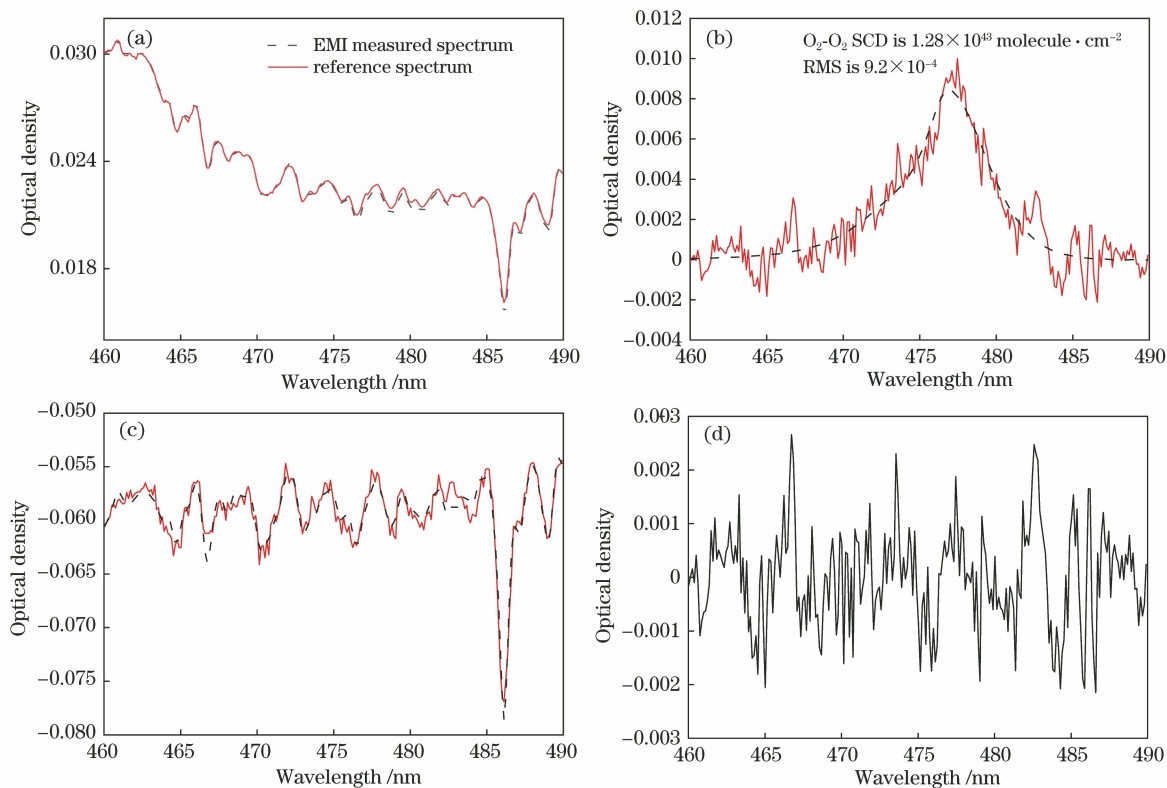 (a)
EMI measured spectrum
reference spectrum
0.030
0.024
0.018
Optical density
460 465 470 475 480 485 490
Wavelength /nm
(b)
O₂-O₂ SCD is 1.28×10⁴³ molecule·cm⁻²
RMS is 9.2×10⁻⁴
0.012
0.010
0.008
0.006
0.004
0.002
0
−0.002
−0.004
Optical density
460 465 470 475 480 485 490
Wavelength /nm
(c)
−0.050
−0.055
−0.060
−0.065
−0.070
−0.075
−0.080
Optical density
460 465 470 475 480 485 490
Wavelength /nm
(d)
0.003
0.002
0.001
0
−0.001
−0.002
−0.003
Optical density
460 465 470 475 480 485 490
Wavelength /nm